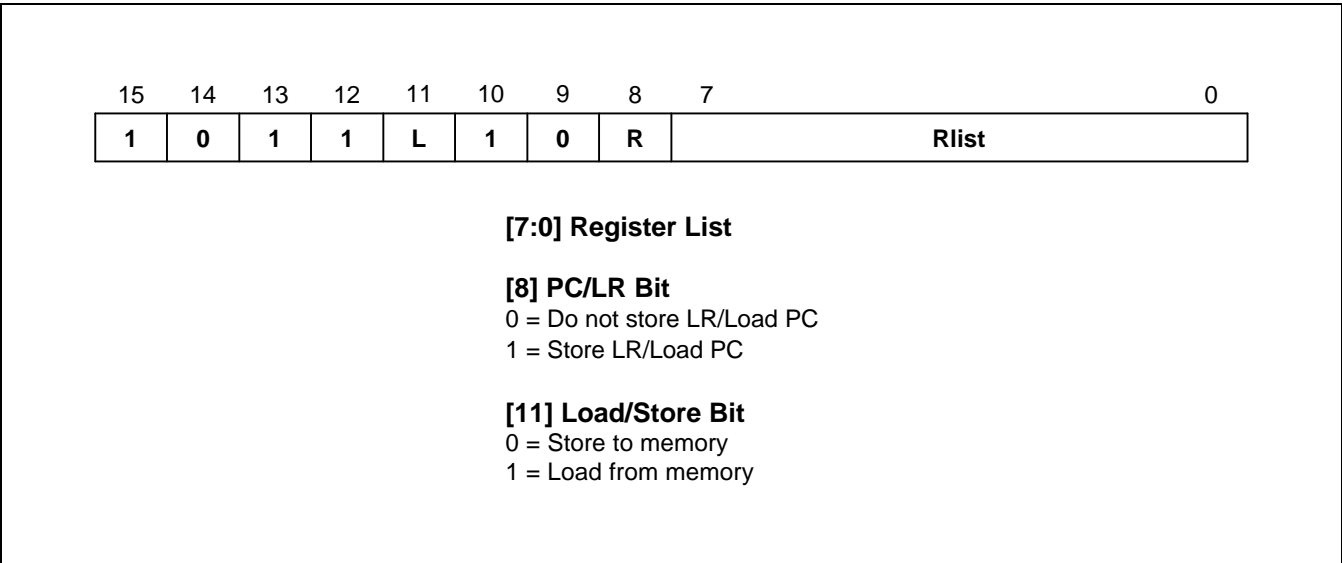 15 14 13 12 11 10 9 8 7 0
1 0 1 1 L 1 0 R Rlist
[7:0] Register List
[8] PC/LR Bit
0 = Do not store LR/Load PC
1 = Store LR/Load PC
[11] Load/Store Bit
0 = Store to memory
1 = Load from memory